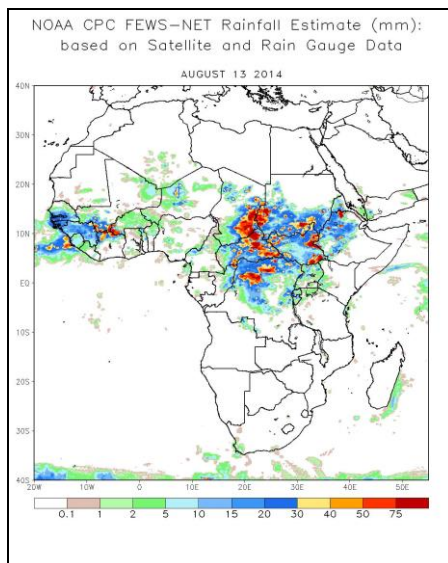 NOAA CPC FEWS-NET Rainfall Estimate (mm):
based on Satellite and Rain Gauge Data
AUGUST 13 2014
40N
30N
20N
10N
EQ
10S
20S
30S
40S
20W 10W 0 10E 20E 30E 40E 50E
0.1 1 2 5 10 15 20 30 40 50 75